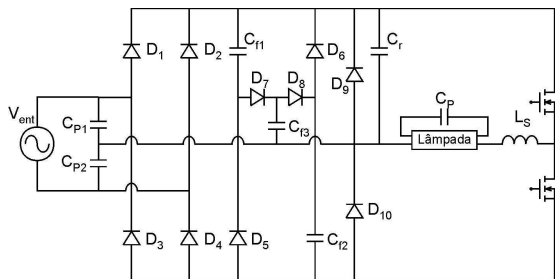 D1
D2
Cf1
D6
Cr
D7
D8
D9
Vent
CP1
CP2
Cf3
CP
Lâmpada
LS
D10
D3
D4
D5
Cf2